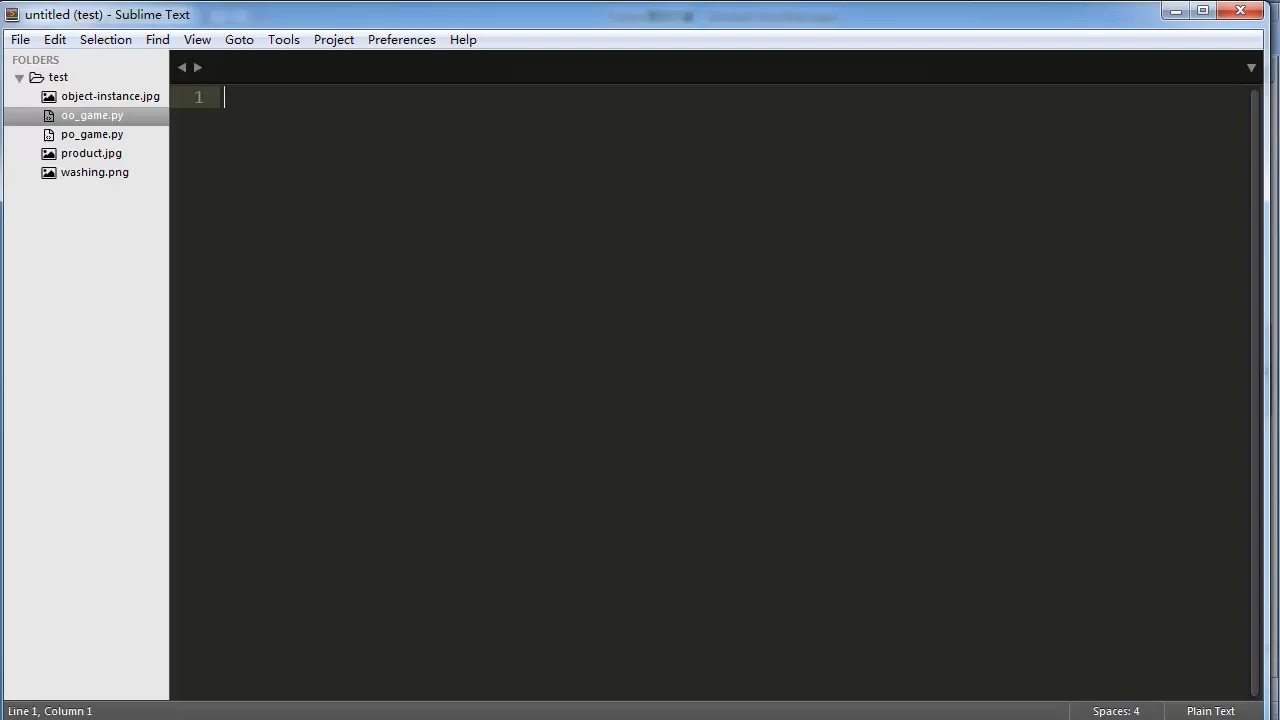 untitled (test) - Sublime Text
File Edit Selection Find View Goto Tools Project Preferences Help
FOLDERS
test
object-instance.jpg
oo_game.py
po_game.py
product.jpg
washing.png
1
Line 1, Column 1
Spaces: 4
Plain Text